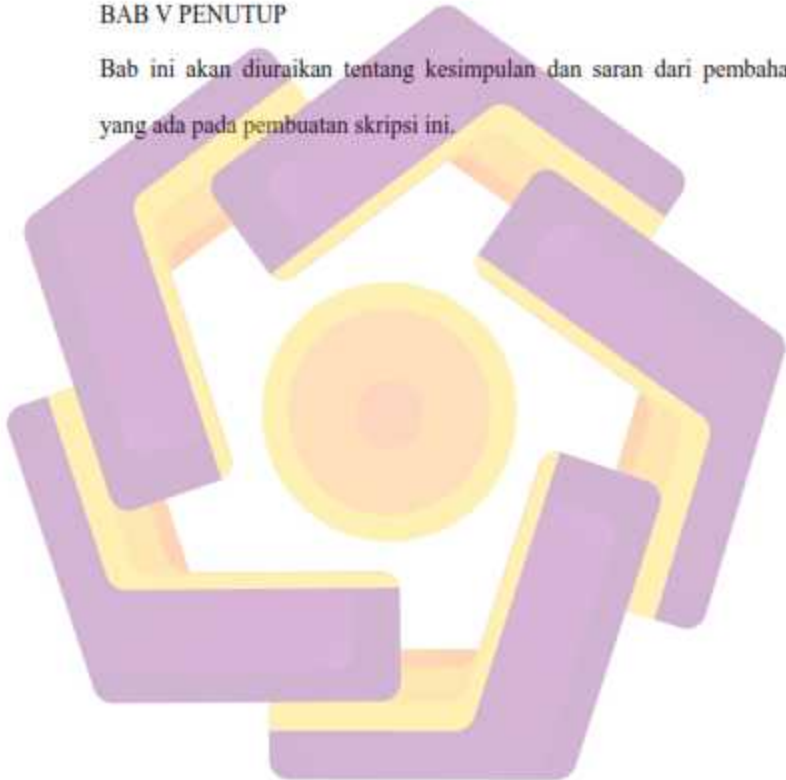 BAB V PENUTUP
Bab ini akan diuraikan tentang kesimpulan dan saran dari
yang ada pada pembuatan skripsi ini.